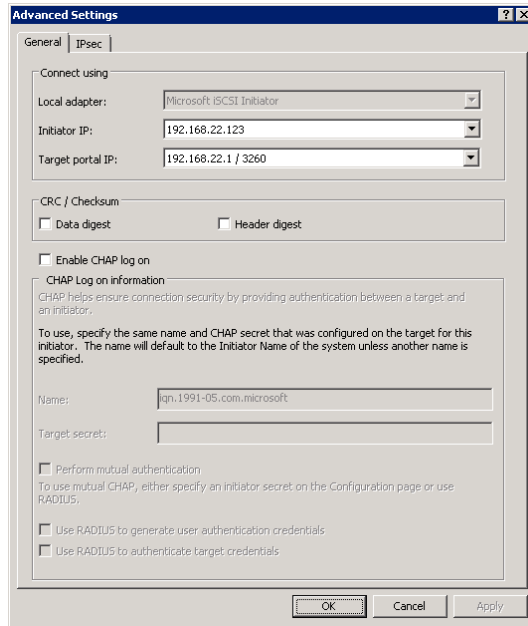 Advanced Settings
General IPsec
Connect using
Local adapter: Microsoft iSCSI Initiator
Initiator IP: 192.168.22.123
Target portal IP: 192.168.22.1 / 3260
CRC / Checksum
Data digest Header digest
Enable CHAP log on
CHAP Log on information
CHAP helps ensure connection security by providing authentication between a target and
an initiator.
To use, specify the same name and CHAP secret that was configured on the target for this
initiator. The name will default to the Initiator Name of the system unless another name is
specified.
Name: iqn.1991-05.com.microsoft
Target secret:
Perform mutual authentication
To use mutual CHAP, either specify an initiator secret on the Configuration page or use
RADIUS.
Use RADIUS to generate user authentication credentials
Use RADIUS to authenticate target credentials
OK Cancel Apply